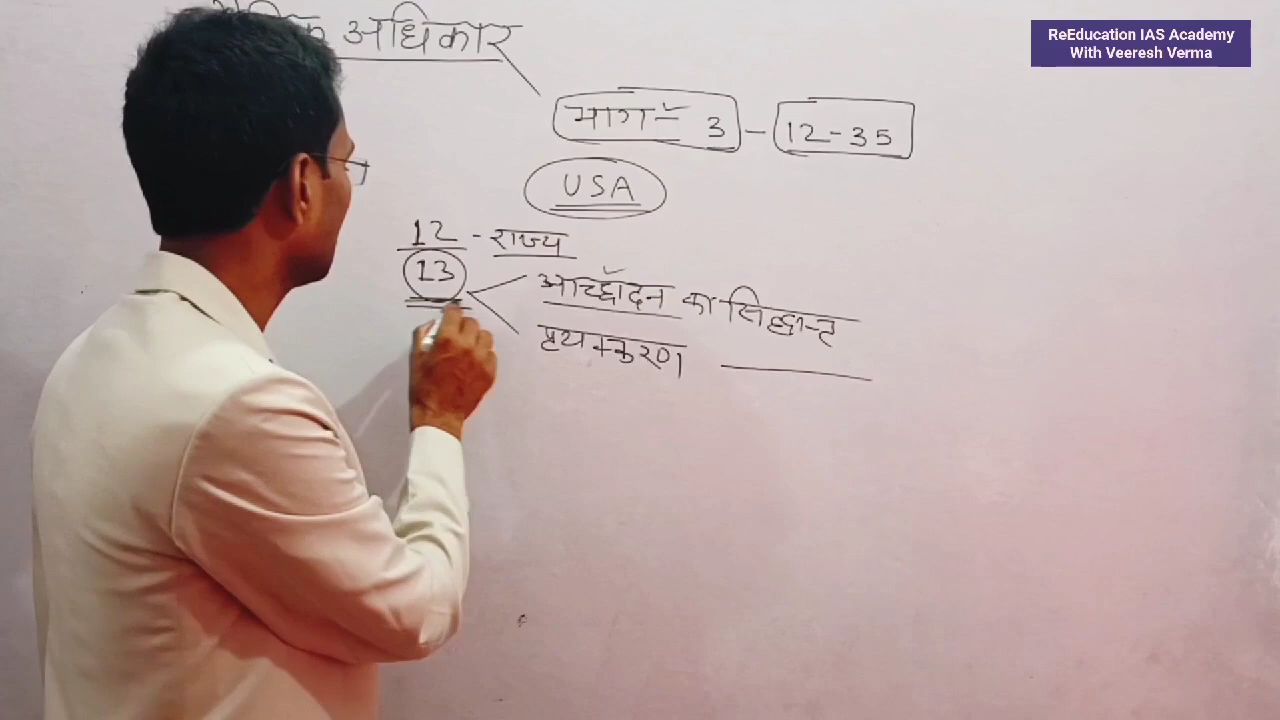 अधिकार
ReEducation IAS Academy
With Veeresh Verma
भाग - 3 - 12-35
USA
12 - राज्य
13
आच्छादन का सिद्धान्त
पृथक्करण